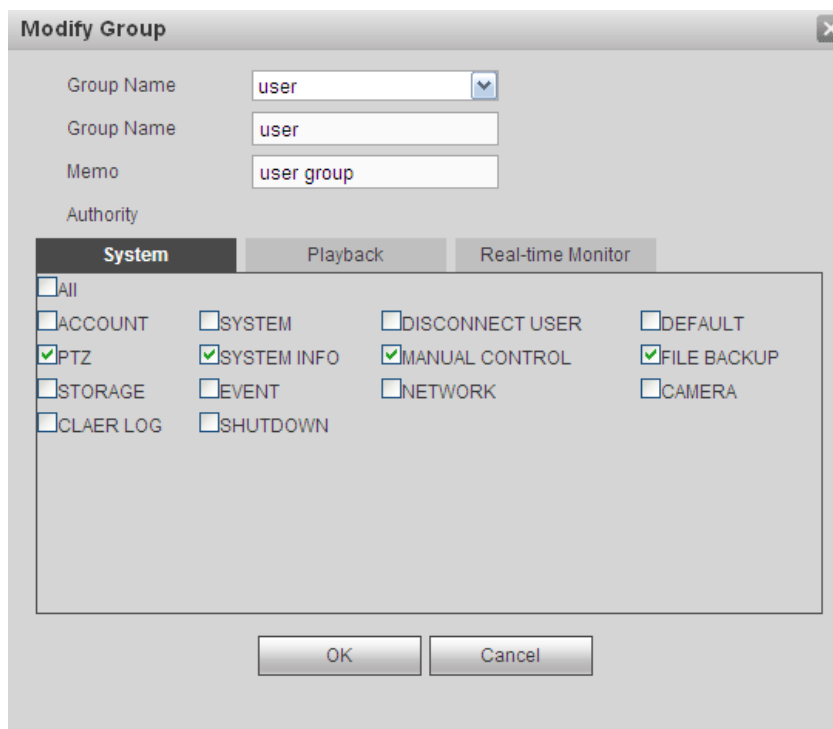 Modify Group
Group Name user
Group Name user
Memo user group
Authority
System Playback Real-time Monitor
All
ACCOUNT SYSTEM DISCONNECT USER DEFAULT
PTZ SYSTEM INFO MANUAL CONTROL FILE BACKUP
STORAGE EVENT NETWORK CAMERA
CLAER LOG SHUTDOWN
OK Cancel